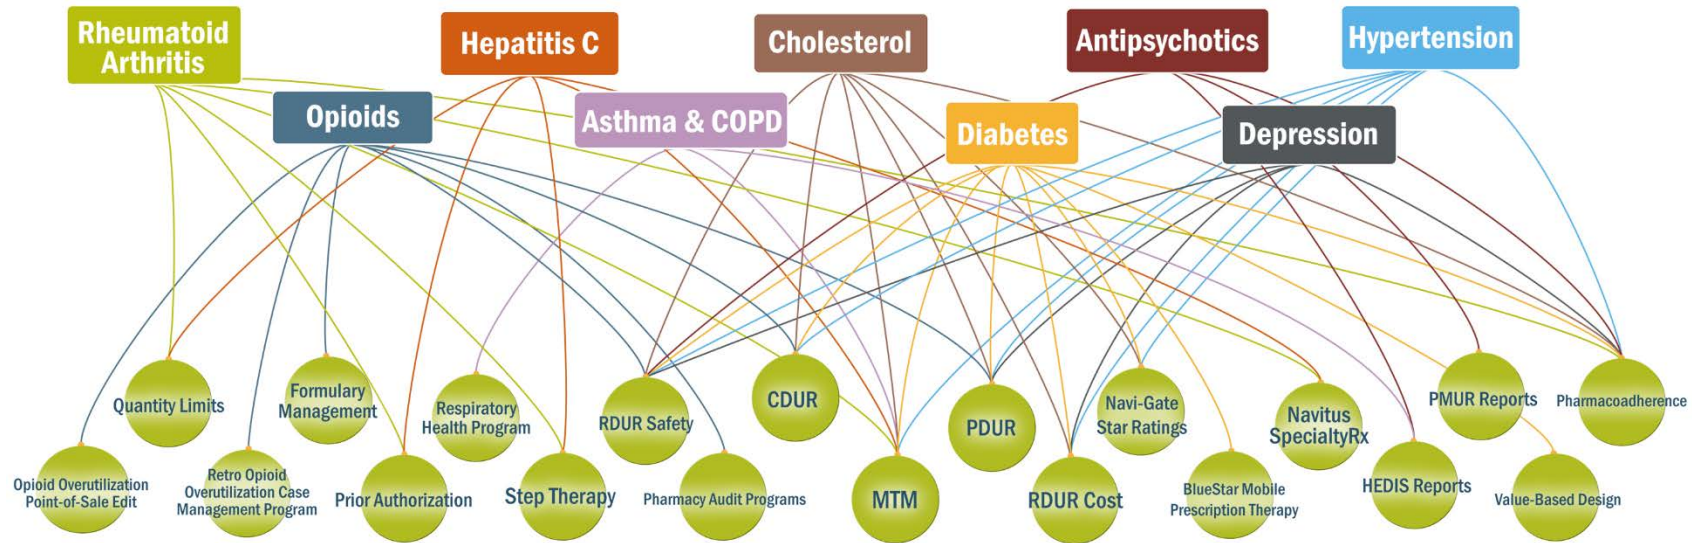 Rheumatoid
Arthritis
Hepatitis C
Cholesterol
Antipsychotics
Hypertension
Opioids
Asthma & COPD
Diabetes
Depression
Quantity Limits
Formulary
Management
Respiratory
Health Program
RDUR Safety
CDUR
PDUR
Navi-Gate
Star Ratings
Navitus
SpecialtyRx
PMUR Reports
Pharmacoadherence
Opioid Overutilization
Point-of-Sale Edit
Retro Opioid
Overutilization Case
Management Program
Prior Authorization
Step Therapy
Pharmacy Audit Programs
MTM
RDUR Cost
BlueStar Mobile
Prescription Therapy
HEDIS Reports
Value-Based Design